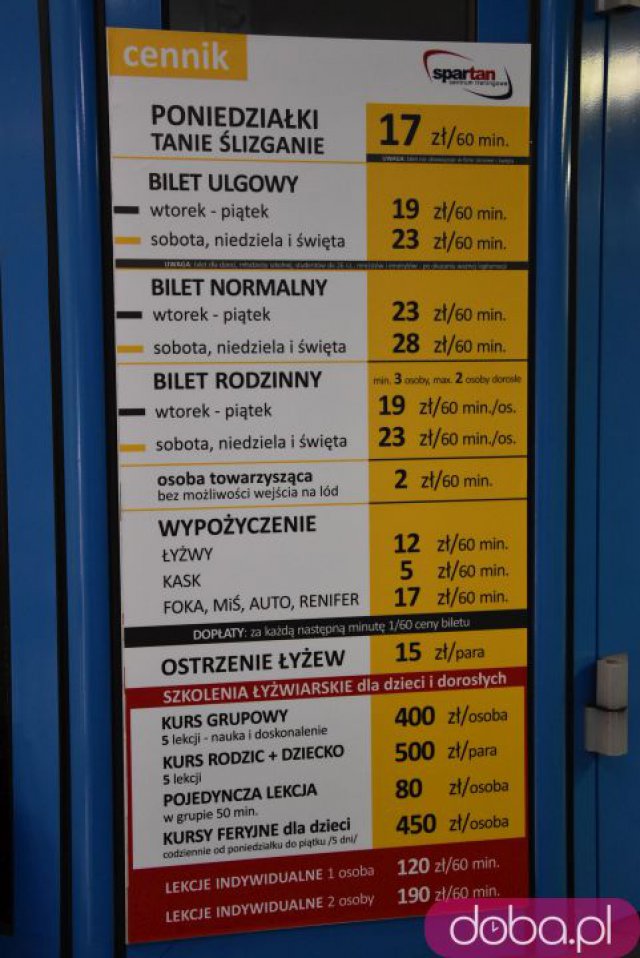 cennik
spartan
centrum treningowe
PONIEDZIAŁKI
TANIE ŚLIZGANIE
17 zł/60 min.
BILET ULGOWY
wtorek - piątek 19 zł/60 min.
sobota, niedziela i święta 23 zł/60 min.
BILET NORMALNY
wtorek - piątek 23 zł/60 min.
sobota, niedziela i święta 28 zł/60 min.
BILET RODZINNY min. 3 osoby, max. 2 osoby dorosłe
wtorek - piątek 19 zł/60 min./os.
sobota, niedziela i święta 23 zł/60 min./os.
osoba towarzysząca 2 zł/60 min.
bez możliwości wejścia na lód
WYPOŻYCZENIE
ŁYŻWY 12 zł/60 min.
KASK 5 zł/60 min.
FOKA, MiŚ, AUTO, RENIFER 17 zł/60 min.
DOPŁATY: za każdą następną minutę 1/60 ceny biletu
OSTRZENIE ŁYŻEW 15 zł/para
SZKOLENIA ŁYŻWIARSKIE dla dzieci i dorosłych
KURS GRUPOWY 400 zł/osoba
5 lekcji - nauka i doskonalenie
KURS RODZIC + DZIECKO 500 zł/para
5 lekcji
POJEDYNCZA LEKCJA 80 zł/osoba
w grupie 50 min.
KURSY FERYJNE dla dzieci 450 zł/osoba
codziennie od poniedziałku do piątku /5 dni/
LEKCJE INDYWIDUALNE 1 osoba 120 zł/60 min.
LEKCJE INDYWIDUALNE 2 osoby 190 zł/60 min.
doba.pl